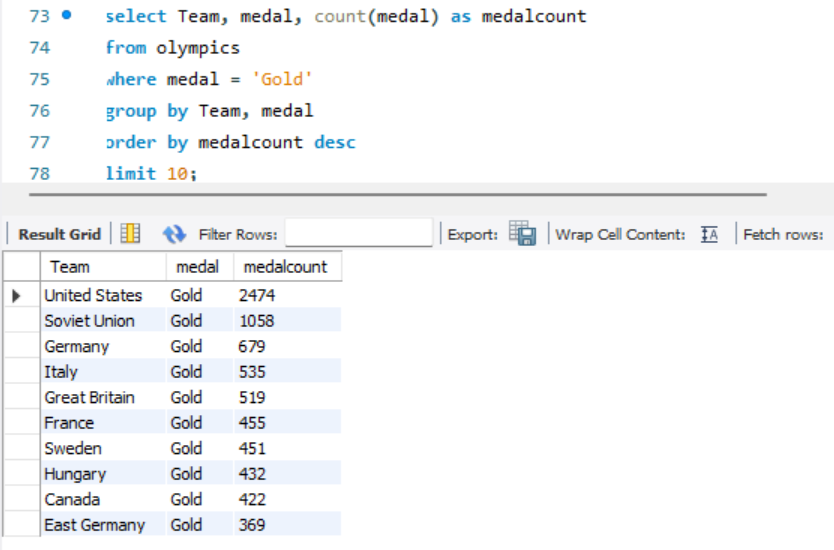 73 select Team, medal, count(medal) as medalcount
74 from olympics
75 where medal = 'Gold'
76 group by Team, medal
77 order by medalcount desc
78 limit 10;
Result Grid Filter Rows: Export: Wrap Cell Content: IA Fetch rows:
Team medal medalcount
United States Gold 2474
Soviet Union Gold 1058
Germany Gold 679
Italy Gold 535
Great Britain Gold 519
France Gold 455
Sweden Gold 451
Hungary Gold 432
Canada Gold 422
East Germany Gold 369